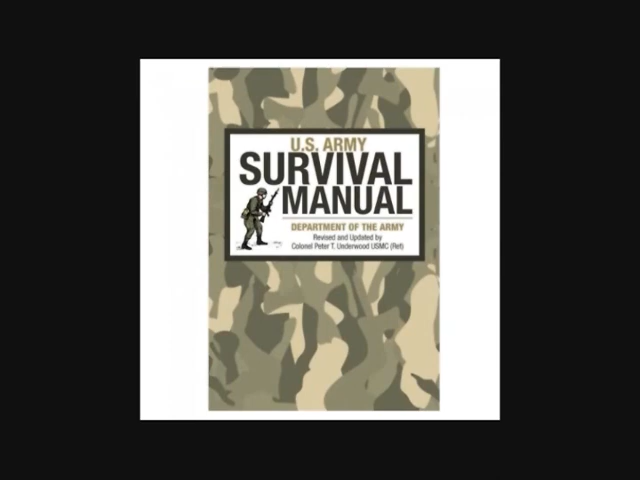 U.S. ARMY
SURVIVAL
MANUAL
DEPARTMENT OF THE ARMY
Revised and Updated by
Colonel Peter T. Underwood USMC (Ret)